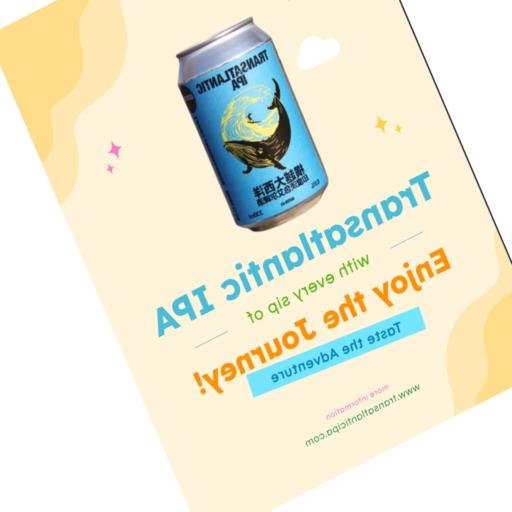 TRANSATLANTIC
IPA
Transatlantic IPA
with every sip of
Enjoy the Journey!
Taste the Adventure
more information
www.transatlanticipa.com